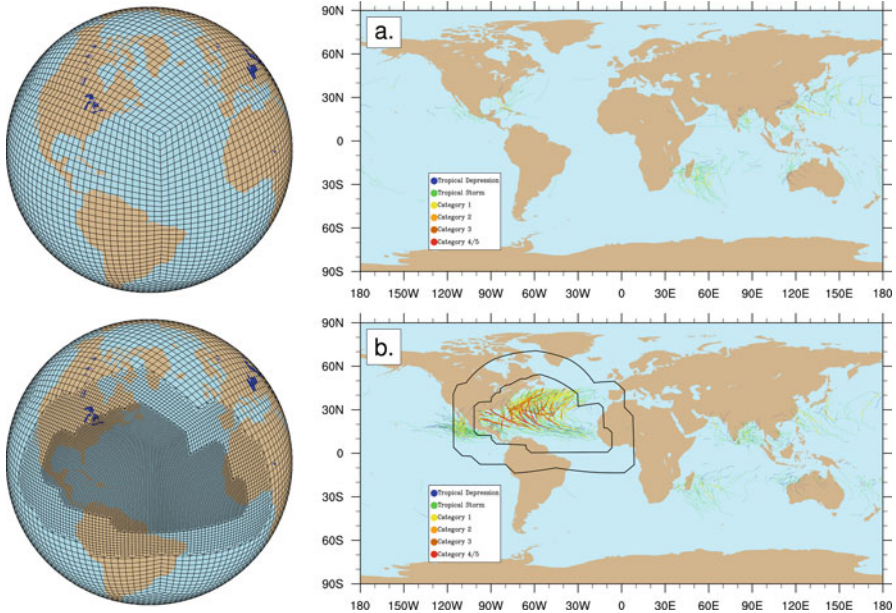 a.
90N
60N
30N
0
30S
60S
90S
Tropical Depression
Tropical Storm
Category 1
Category 2
Category 3
Category 4/5
180 150W 120W 90W 60W 30W 0 30E 60E 90E 120E 150E 180
b.
90N
60N
30N
0
30S
60S
90S
Tropical Depression
Tropical Storm
Category 1
Category 2
Category 3
Category 4/5
180 150W 120W 90W 60W 30W 0 30E 60E 90E 120E 150E 180